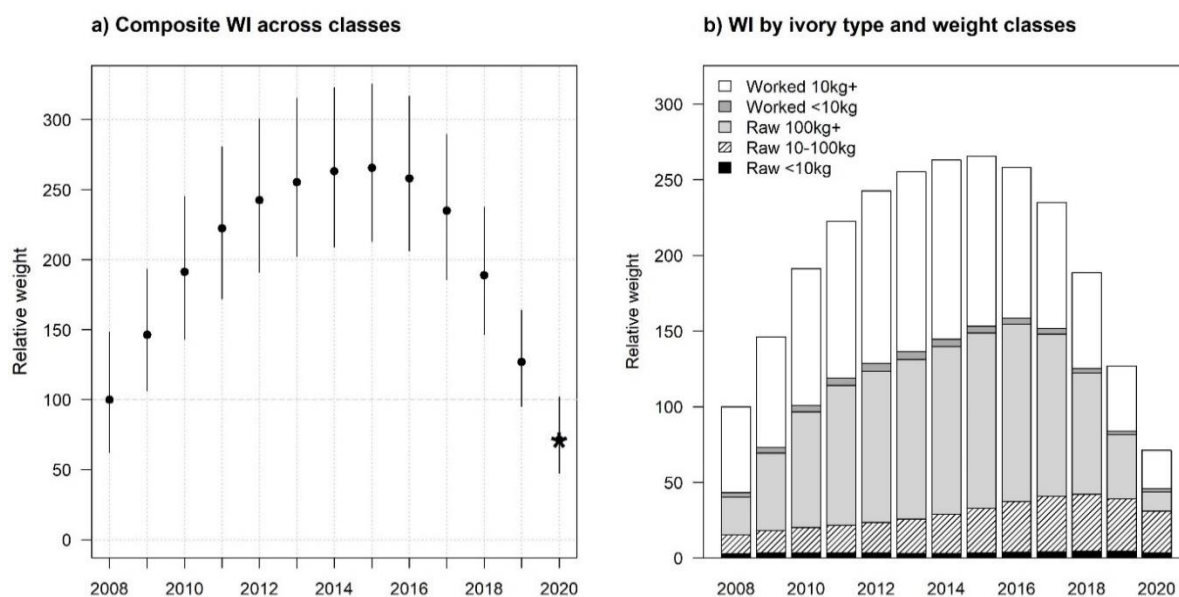 a) Composite WI across classes
Relative weight
300
250
200
150
100
50
0
2008 2010 2012 2014 2016 2018 2020
b) WI by ivory type and weight classes
Relative weight
300
250
200
150
100
50
0
Worked 10kg+
Worked <10kg
Raw 100kg+
Raw 10-100kg
Raw <10kg
2008 2010 2012 2014 2016 2018 2020